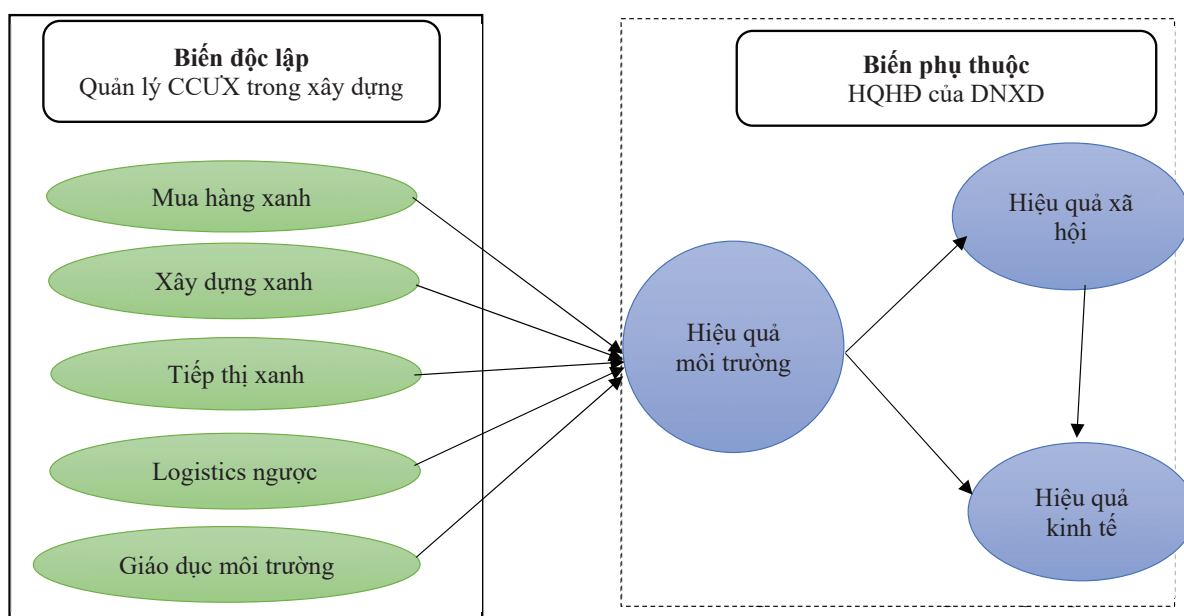 Biến độc lập
Quản lý CCƯX trong xây dựng
Mua hàng xanh
Xây dựng xanh
Tiếp thị xanh
Logistics ngược
Giáo dục môi trường
Biến phụ thuộc
HQHĐ của DNXD
Hiệu quả
môi trường
Hiệu quả xã
hội
Hiệu quả
kinh tế